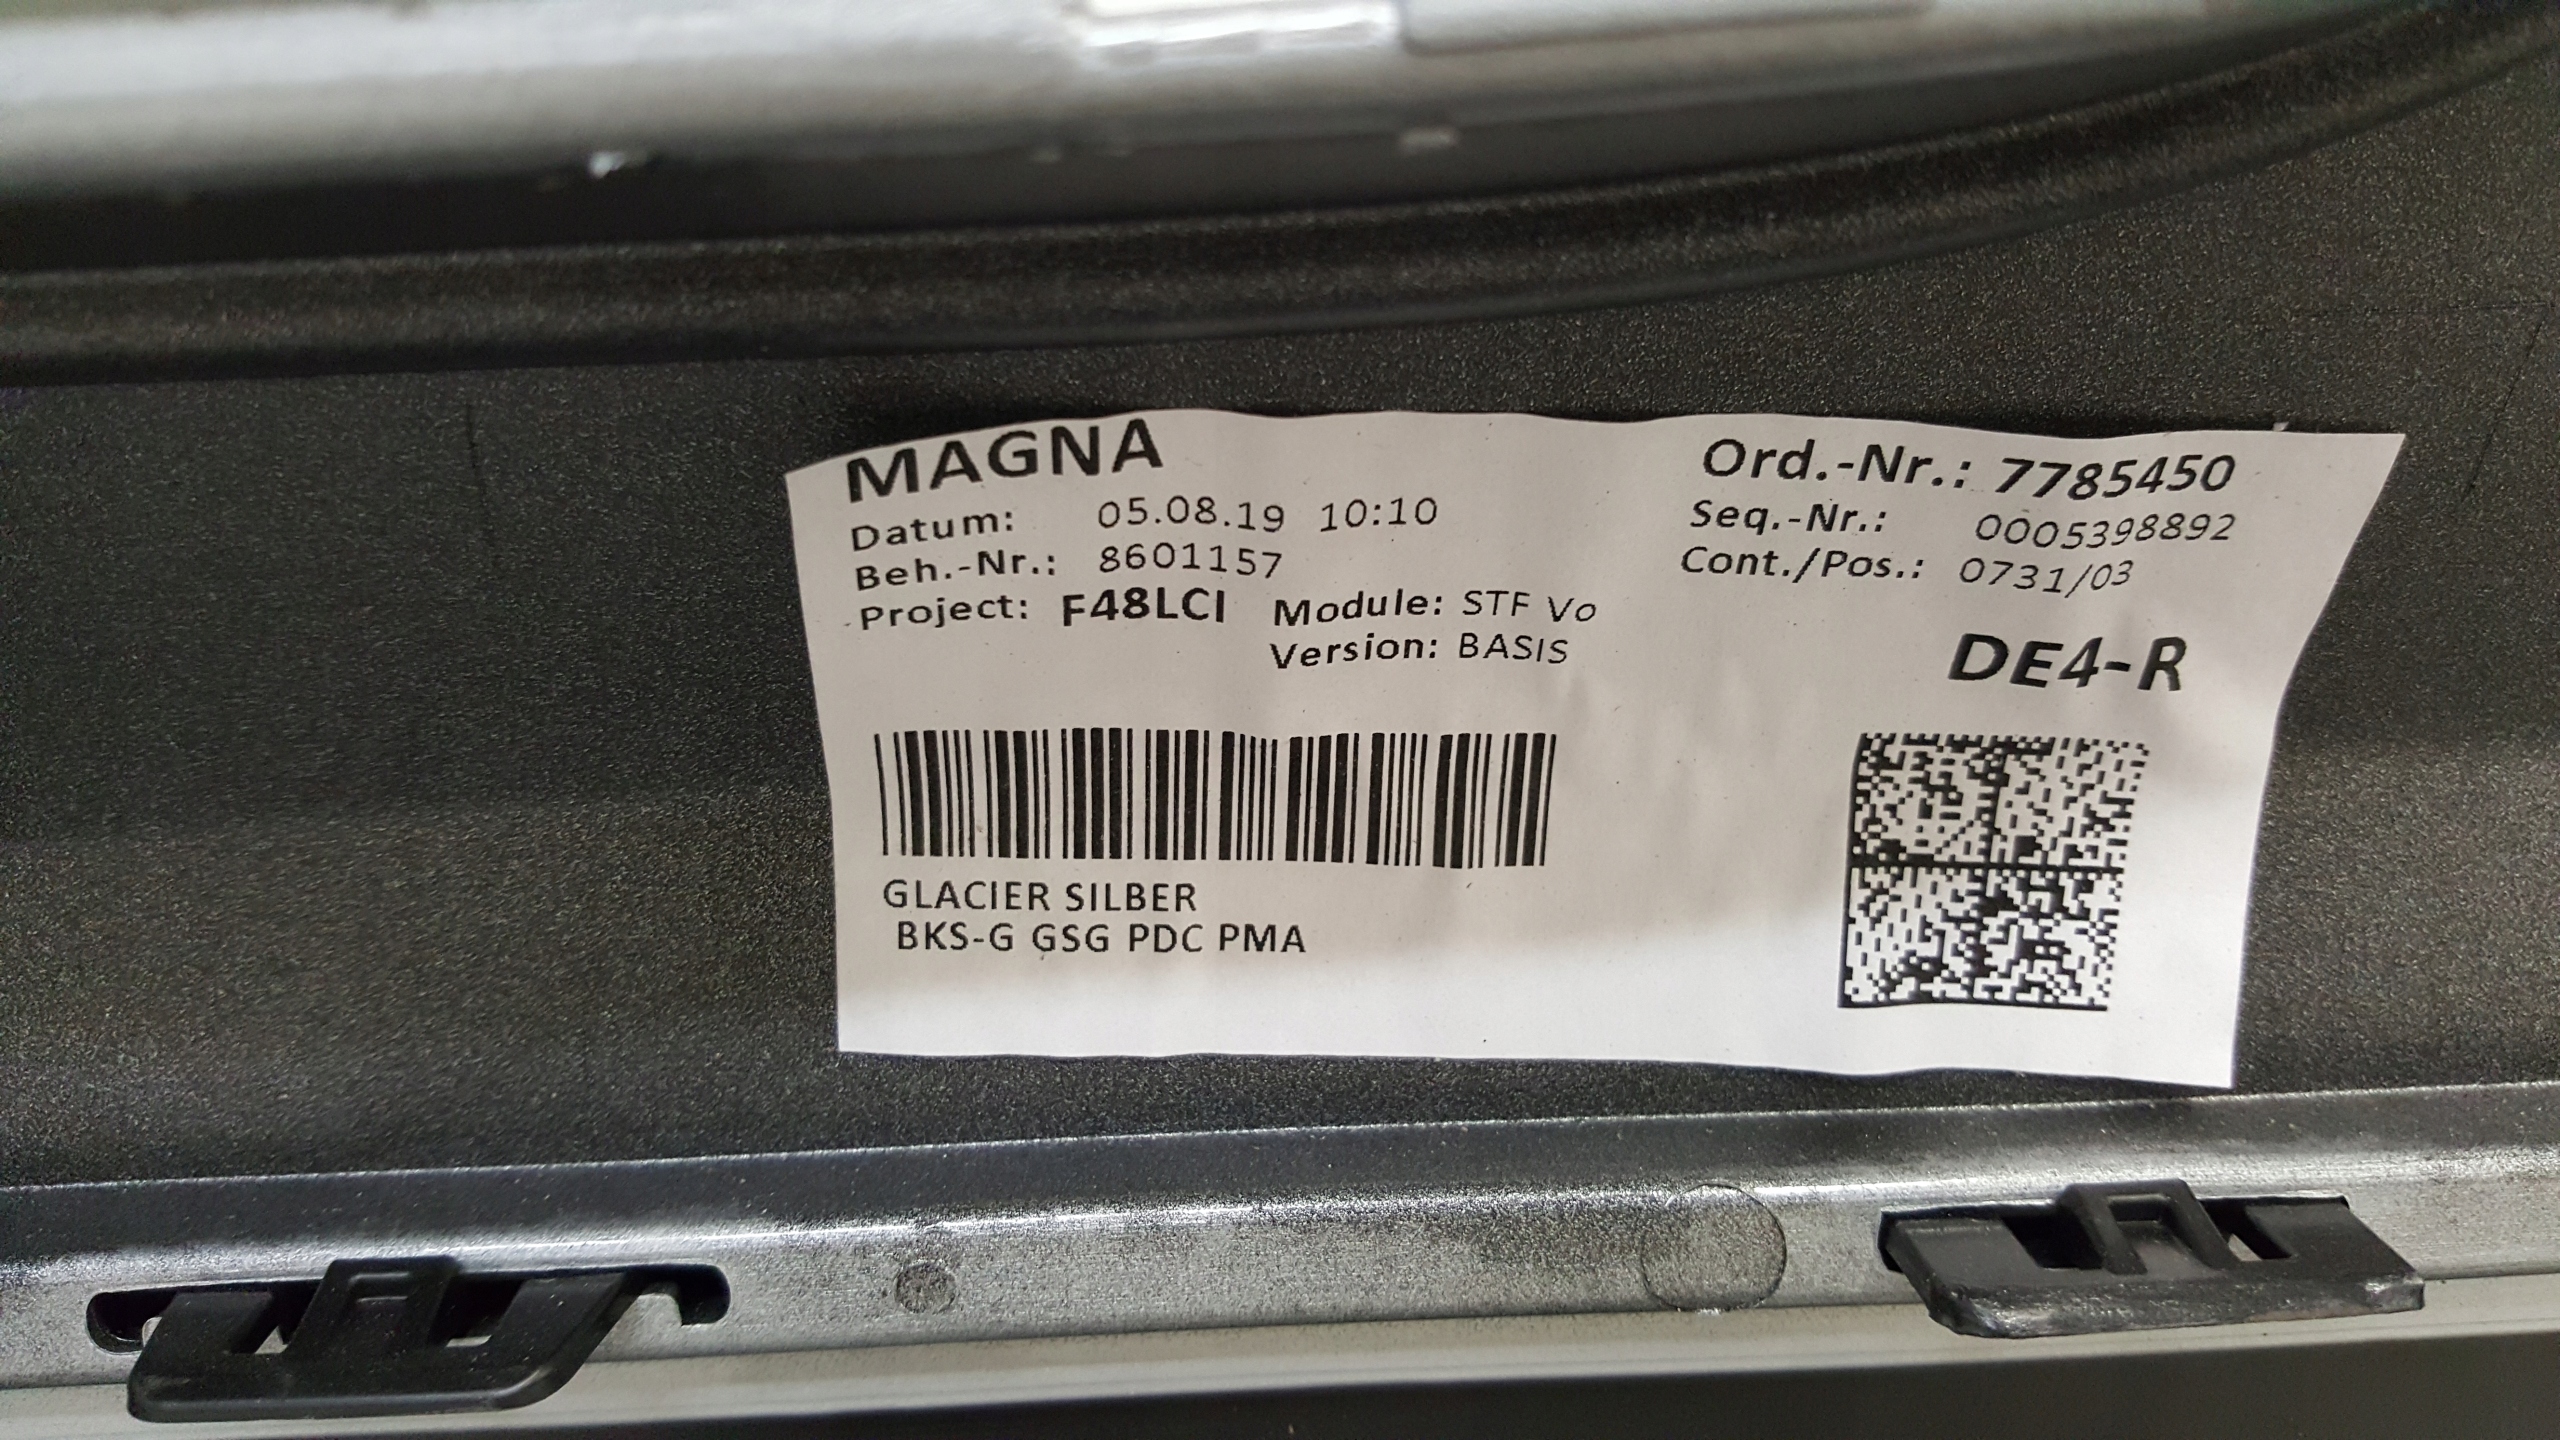 MAGNA
Datum: 05.08.19 10:10
Beh.-Nr.: 8601157
Project: F48LCI Module: STF Vo
Version: BASIS
Ord.-Nr.: 7785450
Seq.-Nr.: 0005398892
Cont./Pos.: 0731/03
DE4-R
GLACIER SILBER
BKS-G GSG PDC PMA